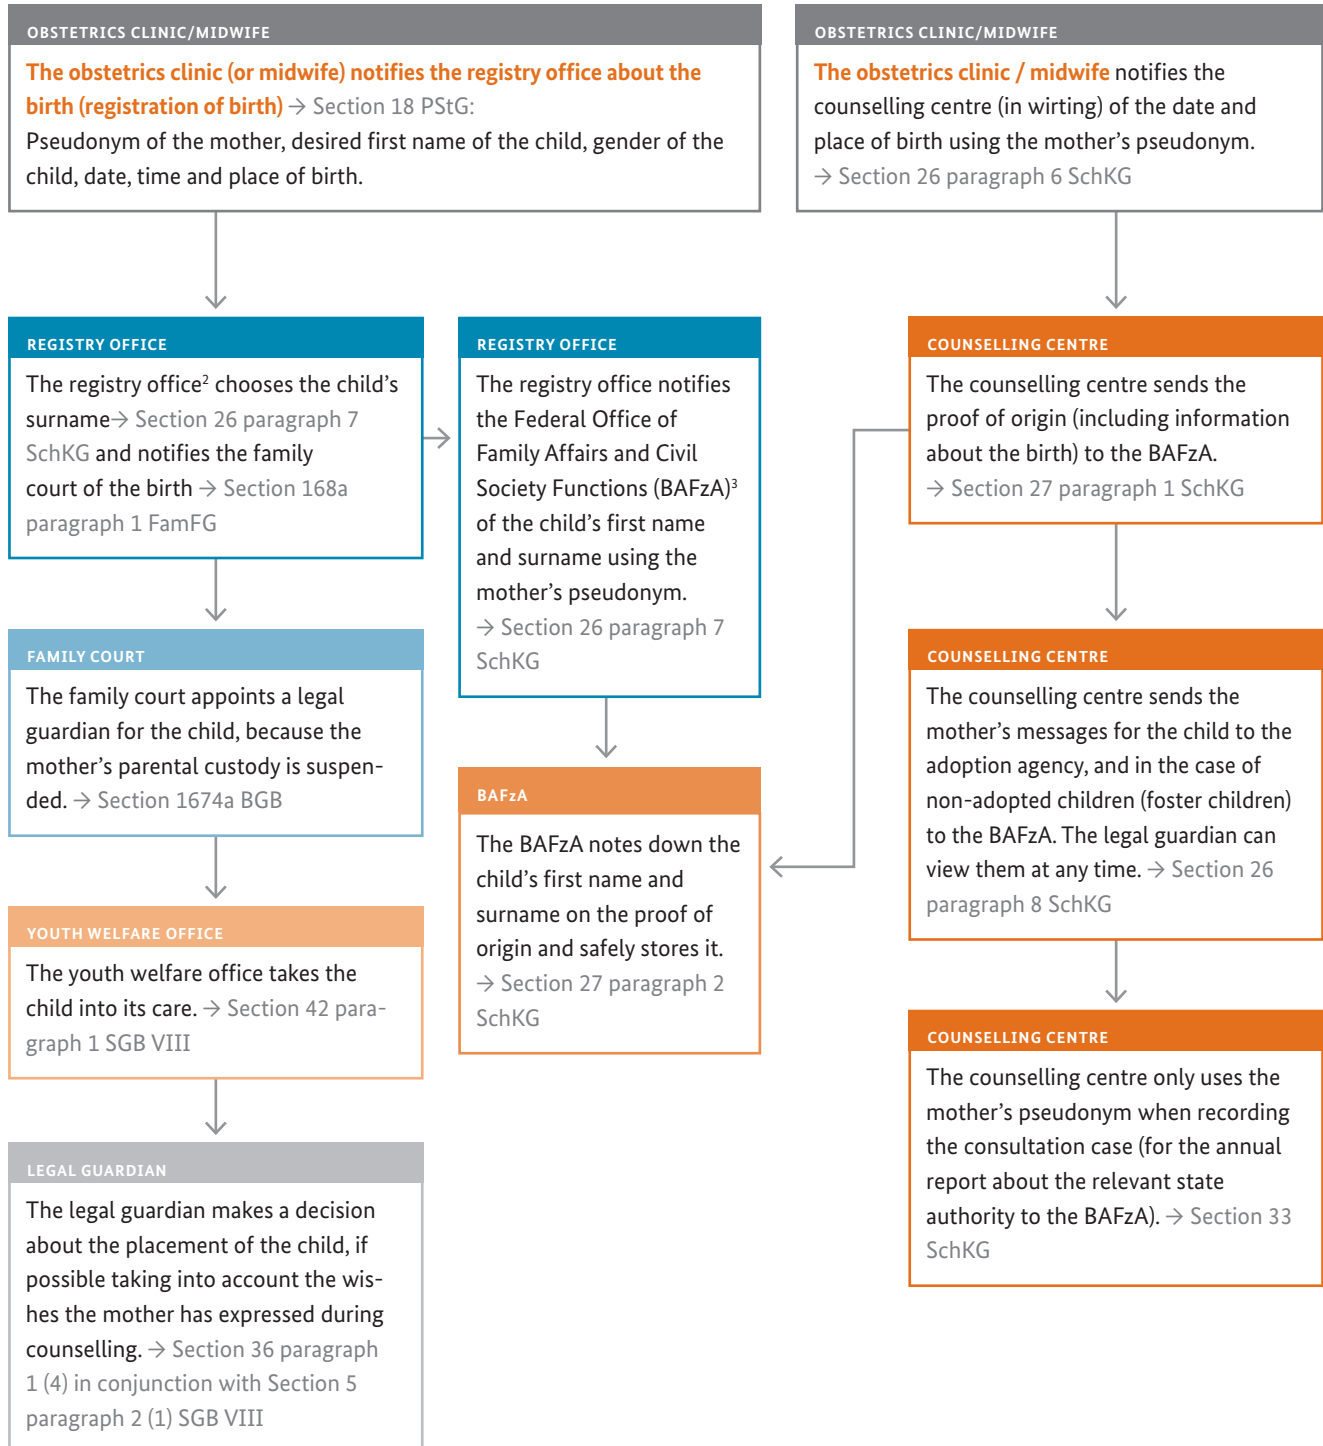 OBSTETRICS CLINIC/MIDWIFE
The obstetrics clinic (or midwife) notifies the registry office about the
birth (registration of birth) → Section 18 PStG:
Pseudonym of the mother, desired first name of the child, gender of the
child, date, time and place of birth.
OBSTETRICS CLINIC/MIDWIFE
The obstetrics clinic / midwife notifies the
counselling centre (in wirting) of the date and
place of birth using the mother’s pseudonym.
→ Section 26 paragraph 6 SchKG
REGISTRY OFFICE
The registry office² chooses the child’s
surname→ Section 26 paragraph 7
SchKG and notifies the family
court of the birth → Section 168a
paragraph 1 FamFG
REGISTRY OFFICE
The registry office notifies
the Federal Office of
Family Affairs and Civil
Society Functions (BAFzA)³
of the child’s first name
and surname using the
mother’s pseudonym.
→ Section 26 paragraph 7
SchKG
COUNSELLING CENTRE
The counselling centre sends the
proof of origin (including information
about the birth) to the BAFzA.
→ Section 27 paragraph 1 SchKG
FAMILY COURT
The family court appoints a legal
guardian for the child, because the
mother’s parental custody is suspen-
ded. → Section 1674a BGB
BAFzA
The BAFzA notes down the
child’s first name and
surname on the proof of
origin and safely stores it.
→ Section 27 paragraph 2
SchKG
COUNSELLING CENTRE
The counselling centre sends the
mother’s messages for the child to the
adoption agency, and in the case of
non-adopted children (foster children)
to the BAFzA. The legal guardian can
view them at any time. → Section 26
paragraph 8 SchKG
YOUTH WELFARE OFFICE
The youth welfare office takes the
child into its care. → Section 42 para-
graph 1 SGB VIII
COUNSELLING CENTRE
The counselling centre only uses the
mother’s pseudonym when recording
the consultation case (for the annual
report about the relevant state
authority to the BAFzA). → Section 33
SchKG
LEGAL GUARDIAN
The legal guardian makes a decision
about the placement of the child, if
possible taking into account the wis-
hes the mother has expressed during
counselling. → Section 36 paragraph
1 (4) in conjunction with Section 5
paragraph 2 (1) SGB VIII